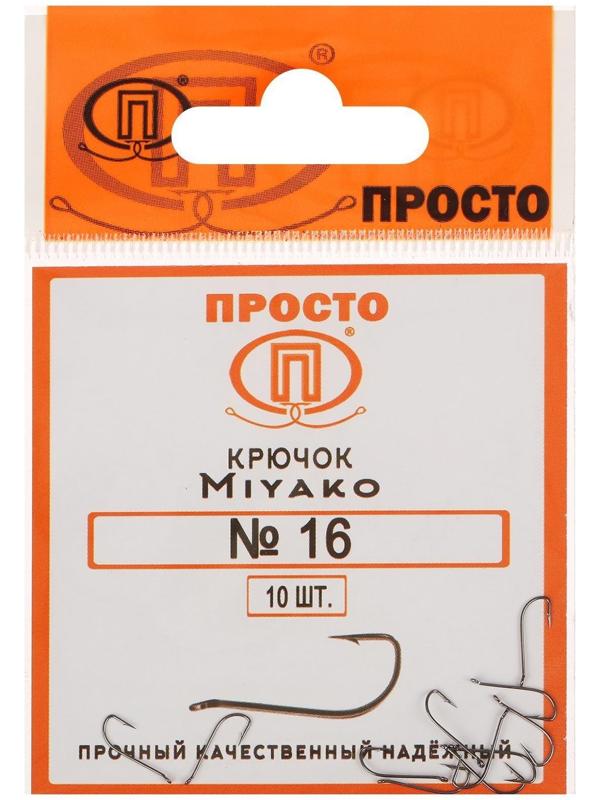 П®
П®
ПРОСТО
ПРОСТО
П®
КРЮЧОК
MIYAKO
№ 16
10 ШТ.
ПРОЧНЫЙ КАЧЕСТВЕННЫЙ НАДЁЖНЫЙ